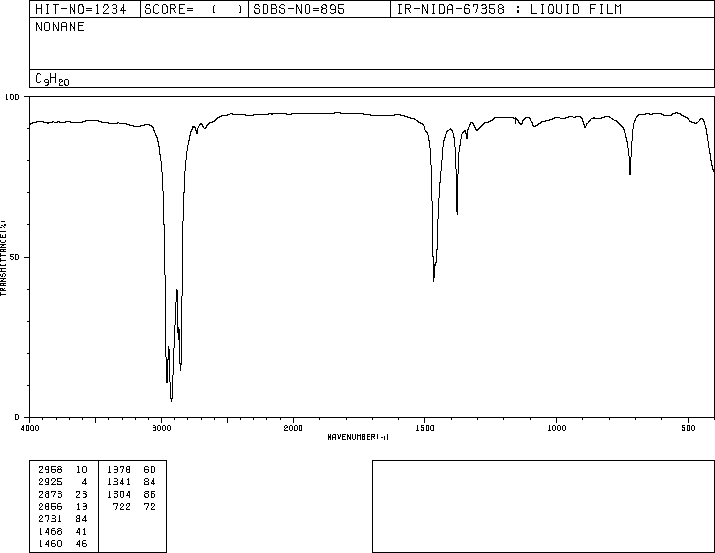 HIT-NO=1234 SCORE= ( ) SDBS-NO=895 IR-NIDA-67358 : LIQUID FILM
NONANE
C9H20
100
50
0
TRANSMITTANCE(%)
4000 3000 2000 1500 1000 500
WAVENUMBER(-1)
2958 10 1378 60
2925 4 1341 84
2873 23 1304 86
2856 13 722 72
2731 84
1468 41
1460 46